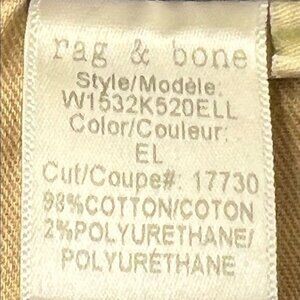 rag & bone
Style/Modèle:
W1532K520ELL
Color/Couleur:
EL
Cut/Coupe#: 17730
98%COTTON/COTON
2%POLYURETHANE/
POLYURÉTHANE